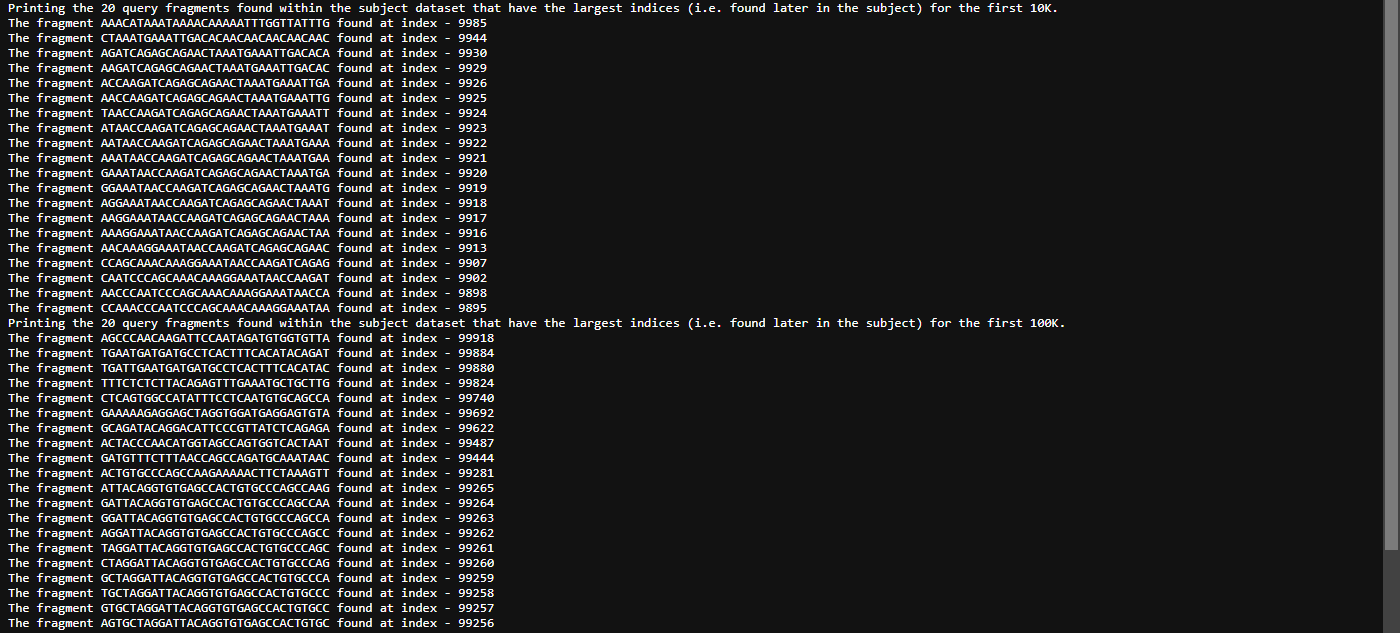 Printing the 20 query fragments found within the subject dataset that have the largest indices (i.e. found later in the subject) for the first 10K.
The fragment AAACATAAATAAAACAAAAATTTGGTTATTTG found at index - 9985
The fragment CTAAATGAAATTGACACAACAACAACAACAAC found at index - 9944
The fragment AGATCAGAGCAGAACTAAATGAAATTGACACA found at index - 9930
The fragment AAGATCAGAGCAGAACTAAATGAAATTGACAC found at index - 9929
The fragment ACCAAGATCAGAGCAGAACTAAATGAAATTGA found at index - 9926
The fragment AACCAAGATCAGAGCAGAACTAAATGAAATTG found at index - 9925
The fragment TAACCAAGATCAGAGCAGAACTAAATGAAATT found at index - 9924
The fragment ATAACCAAGATCAGAGCAGAACTAAATGAAAT found at index - 9923
The fragment AATAACCAAGATCAGAGCAGAACTAAATGAAA found at index - 9922
The fragment AAATAACCAAGATCAGAGCAGAACTAAATGAA found at index - 9921
The fragment GAAATAACCAAGATCAGAGCAGAACTAAATGA found at index - 9920
The fragment GGAAATAACCAAGATCAGAGCAGAACTAAATG found at index - 9919
The fragment AGGAAATAACCAAGATCAGAGCAGAACTAAAT found at index - 9918
The fragment AAGGAAATAACCAAGATCAGAGCAGAACTAAA found at index - 9917
The fragment AAAGGAAATAACCAAGATCAGAGCAGAACTAA found at index - 9916
The fragment AACAAAGGAAATAACCAAGATCAGAGCAGAAC found at index - 9913
The fragment CCAGCAAACAAAGGAAATAACCAAGATCAGAG found at index - 9907
The fragment CAATCCCAGCAAACAAAGGAAATAACCAAGAT found at index - 9902
The fragment AACCCAATCCCAGCAAACAAAGGAAATAACCA found at index - 9898
The fragment CCAAACCCAATCCCAGCAAACAAAGGAAATAA found at index - 9895
Printing the 20 query fragments found within the subject dataset that have the largest indices (i.e. found later in the subject) for the first 100K.
The fragment AGCCCAACAAGATTCCAATAGATGTGGTGTTA found at index - 99918
The fragment TGAATGATGATGCCTCACTTTCACATACAGAT found at index - 99884
The fragment TGATTGAATGATGATGCCTCACTTTCACATAC found at index - 99880
The fragment TTTCTCTCTTACAGAGTTTGAAATGCTGCTTG found at index - 99824
The fragment CTCAGTGGCCATATTTCCTCAATGTGCAGCCA found at index - 99740
The fragment GAAAAAGAGGAGCTAGGTGGATGAGGAGTGTA found at index - 99692
The fragment GCAGATACAGGACATTCCCGTTATCTCAGAGA found at index - 99622
The fragment ACTACCCAACATGGTAGCCAGTGGTCACTAAT found at index - 99487
The fragment GATGTTTCTTTAACCAGCCAGATGCAAATAAC found at index - 99444
The fragment ACTGTGCCCAGCCAAGAAAAACTTCTAAAGTT found at index - 99281
The fragment ATTACAGGTGTGAGCCACTGTGCCCAGCCAAG found at index - 99265
The fragment GATTACAGGTGTGAGCCACTGTGCCCAGCCAA found at index - 99264
The fragment GGATTACAGGTGTGAGCCACTGTGCCCAGCCA found at index - 99263
The fragment AGGATTACAGGTGTGAGCCACTGTGCCCAGCC found at index - 99262
The fragment TAGGATTACAGGTGTGAGCCACTGTGCCCAGC found at index - 99261
The fragment CTAGGATTACAGGTGTGAGCCACTGTGCCCAG found at index - 99260
The fragment GCTAGGATTACAGGTGTGAGCCACTGTGCCCA found at index - 99259
The fragment TGCTAGGATTACAGGTGTGAGCCACTGTGCCC found at index - 99258
The fragment GTGCTAGGATTACAGGTGTGAGCCACTGTGCC found at index - 99257
The fragment AGTGCTAGGATTACAGGTGTGAGCCACTGTGC found at index - 99256